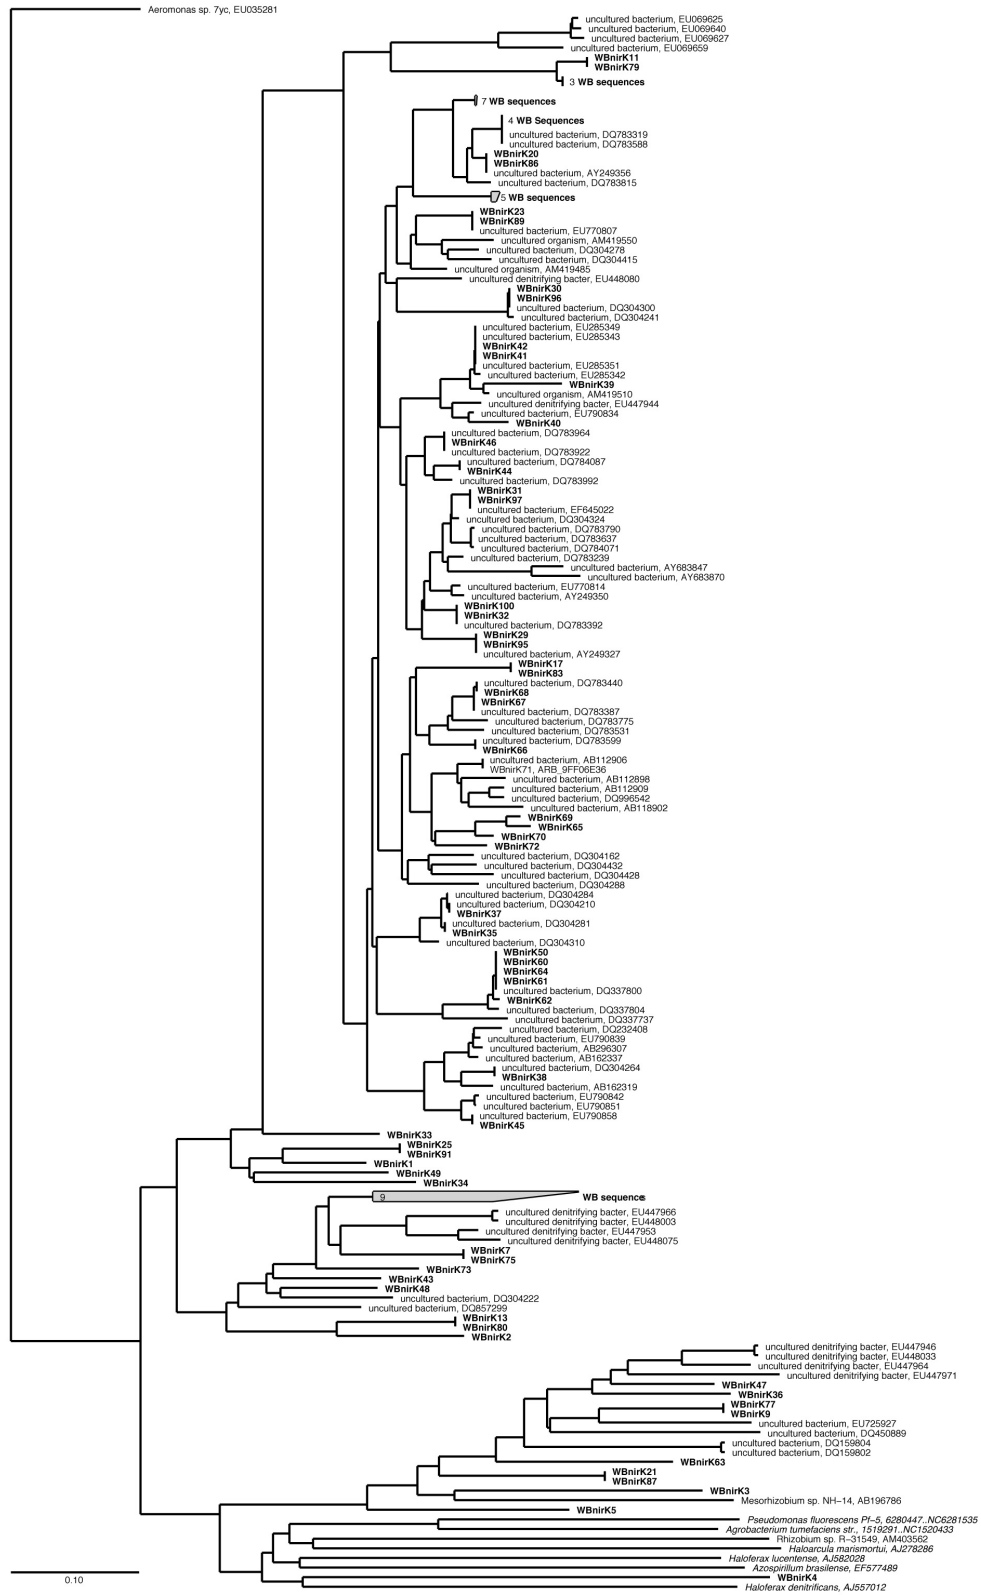 Aeromonas sp. 7yc, EU035281
uncultured bacterium, EU069625
uncultured bacterium, EU069640
uncultured bacterium, EU069627
uncultured bacterium, EU069659
WBnirK11
WBnirK79
3 WB sequences
7 WB sequences
4 WB Sequences
uncultured bacterium, DQ783319
uncultured bacterium, DQ783588
WBnirK20
WBnirK86
uncultured bacterium, AY249356
uncultured bacterium, DQ783815
5 WB sequences
WBnirK23
WBnirK89
uncultured bacterium, EU770807
uncultured organism, AM419550
uncultured bacterium, DQ304278
uncultured bacterium, DQ304415
uncultured organism, AM419485
uncultured denitrifying bacter, EU448080
WBnirK30
WBnirK96
uncultured bacterium, DQ304300
uncultured bacterium, DQ304241
uncultured bacterium, EU285349
uncultured bacterium, EU285343
WBnirK42
WBnirK41
uncultured bacterium, EU285351
uncultured bacterium, EU285342
WBnirK39
uncultured organism, AM419510
uncultured denitrifying bacter, EU447944
uncultured bacterium, EU790834
WBnirK40
uncultured bacterium, DQ783964
WBnirK46
uncultured bacterium, DQ783922
uncultured bacterium, DQ784087
WBnirK44
uncultured bacterium, DQ783992
WBnirK31
WBnirK97
uncultured bacterium, EF645022
uncultured bacterium, DQ304324
uncultured bacterium, DQ783790
uncultured bacterium, DQ783637
uncultured bacterium, DQ784071
uncultured bacterium, DQ783239
uncultured bacterium, AY683847
uncultured bacterium, AY683870
uncultured bacterium, EU770814
uncultured bacterium, AY249350
WBnirK100
WBnirK32
uncultured bacterium, DQ783392
WBnirK29
WBnirK95
uncultured bacterium, AY249327
WBnirK17
WBnirK83
uncultured bacterium, DQ783440
WBnirK68
WBnirK67
uncultured bacterium, DQ783387
uncultured bacterium, DQ783775
uncultured bacterium, DQ783531
uncultured bacterium, DQ783599
WBnirK66
uncultured bacterium, AB112906
WBnirK71, ARB_9FF06E36
uncultured bacterium, AB112898
uncultured bacterium, AB112909
uncultured bacterium, DQ996542
uncultured bacterium, AB118902
WBnirK69
WBnirK65
WBnirK70
WBnirK72
uncultured bacterium, DQ304162
uncultured bacterium, DQ304432
uncultured bacterium, DQ304428
uncultured bacterium, DQ304288
uncultured bacterium, DQ304284
uncultured bacterium, DQ304210
WBnirK37
uncultured bacterium, DQ304281
WBnirK35
uncultured bacterium, DQ304310
WBnirK50
WBnirK60
WBnirK64
WBnirK61
uncultured bacterium, DQ337800
WBnirK62
uncultured bacterium, DQ337804
uncultured bacterium, DQ337737
uncultured bacterium, DQ232408
uncultured bacterium, EU790839
uncultured bacterium, AB296307
uncultured bacterium, AB162337
uncultured bacterium, DQ304264
WBnirK38
uncultured bacterium, AB162319
uncultured bacterium, EU790842
uncultured bacterium, EU790851
uncultured bacterium, EU790858
WBnirK45
WBnirK33
WBnirK25
WBnirK91
WBnirK1
WBnirK49
WBnirK34
9 WB sequences
uncultured denitrifying bacter, EU447966
uncultured denitrifying bacter, EU448003
uncultured denitrifying bacter, EU447953
uncultured denitrifying bacter, EU448075
WBnirK7
WBnirK75
WBnirK73
WBnirK43
WBnirK48
uncultured bacterium, DQ304222
uncultured bacterium, DQ857299
WBnirK13
WBnirK80
WBnirK2
uncultured denitrifying bacter, EU447946
uncultured denitrifying bacter, EU448033
uncultured denitrifying bacter, EU447964
uncultured denitrifying bacter, EU447971
WBnirK47
WBnirK36
WBnirK77
WBnirK9
uncultured bacterium, EU725927
uncultured bacterium, DQ450889
uncultured bacterium, DQ159804
uncultured bacterium, DQ159802
WBnirK63
WBnirK21
WBnirK87
WBnirK3
Mesorhizobium sp. NH−14, AB196786
WBnirK5
Pseudomonas fluorescens Pf−5, 6280447..NC6281535
Agrobacterium tumefaciens str., 1519291..NC1520433
Rhizobium sp. R−31549, AM403562
Haloarcula marismortui, AJ278286
Haloferax lucentense, AJ582028
Azospirillum brasilense, EF577489
WBnirK4
Haloferax denitrificans, AJ557012
0.10